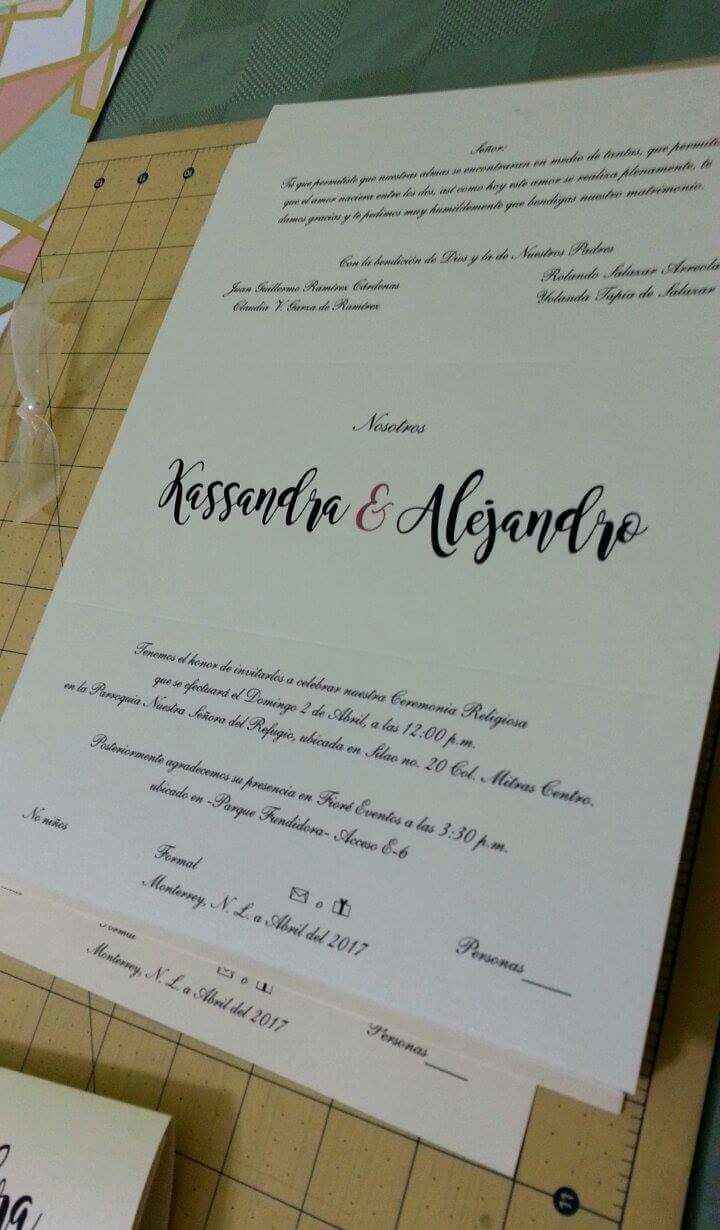 Señor:
Tú que permitiste que nuestras almas se encontraran en medio de tantas, que permitiste
que el amor naciera entre los dos, así como hoy este amor se realiza plenamente, te
damos gracias y te pedimos muy humildemente que bendigas nuestro matrimonio.
Con la bendición de Dios y la de Nuestros Padres
Juan Guillermo Ramírez Cárdenas
Rolando Salazar Arreola
Claudia V. Garza de Ramírez
Yolanda Tapia de Salazar
Nosotros
Kassandra & Alejandro
Tenemos el honor de invitarlos a celebrar nuestra Ceremonia Religiosa
que se efectuará el Domingo 2 de Abril, a las 12:00 p.m.
en la Parroquia Nuestra Señora del Refugio, ubicada en Silao no. 20 Col. Mitras Centro.
Posteriormente agradecemos su presencia en Fioré Eventos a las 3:30 p.m.
ubicado en -Parque Fundidora- Acceso E-6
No niños
Formal
o
Monterrey, N. L. a Abril del 2017
Personas____
Formal
o
Monterrey, N. L. a Abril del 2017
Personas____
11